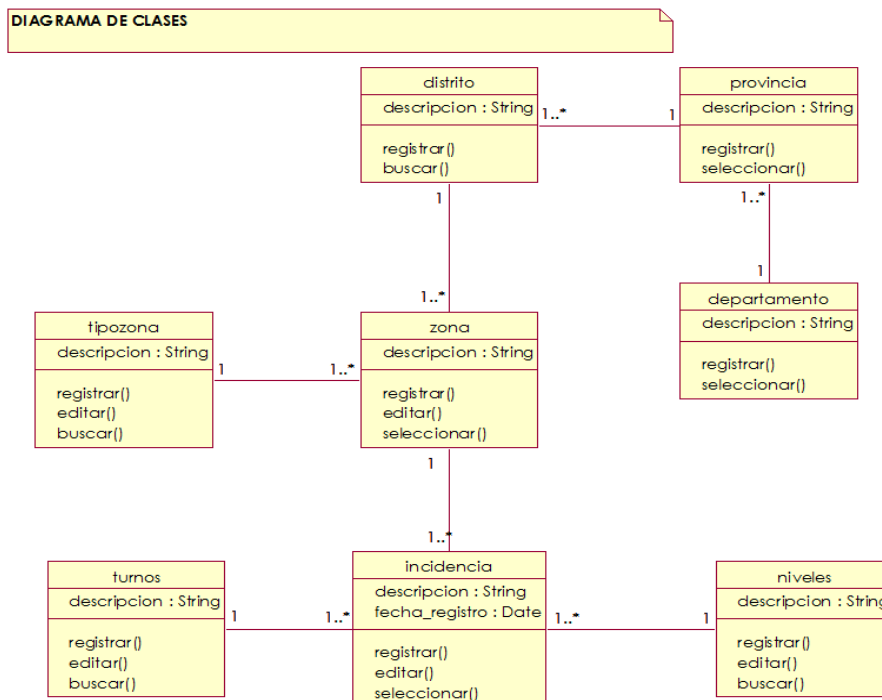 DIAGRAMA DE CLASES
distrito
descripcion : String
registrar()
buscar()
1..*
1
provincia
descripcion : String
registrar()
seleccionar()
1
1..*
1..*
1
departamento
descripcion : String
registrar()
seleccionar()
tipozona
descripcion : String
registrar()
editar()
buscar()
1
1..*
zona
descripcion : String
registrar()
editar()
seleccionar()
1
1..*
turnos
descripcion : String
registrar()
editar()
buscar()
1
1..*
incidencia
descripcion : String
fecha_registro : Date
registrar()
editar()
seleccionar()
1..*
1
niveles
descripcion : String
registrar()
editar()
buscar()